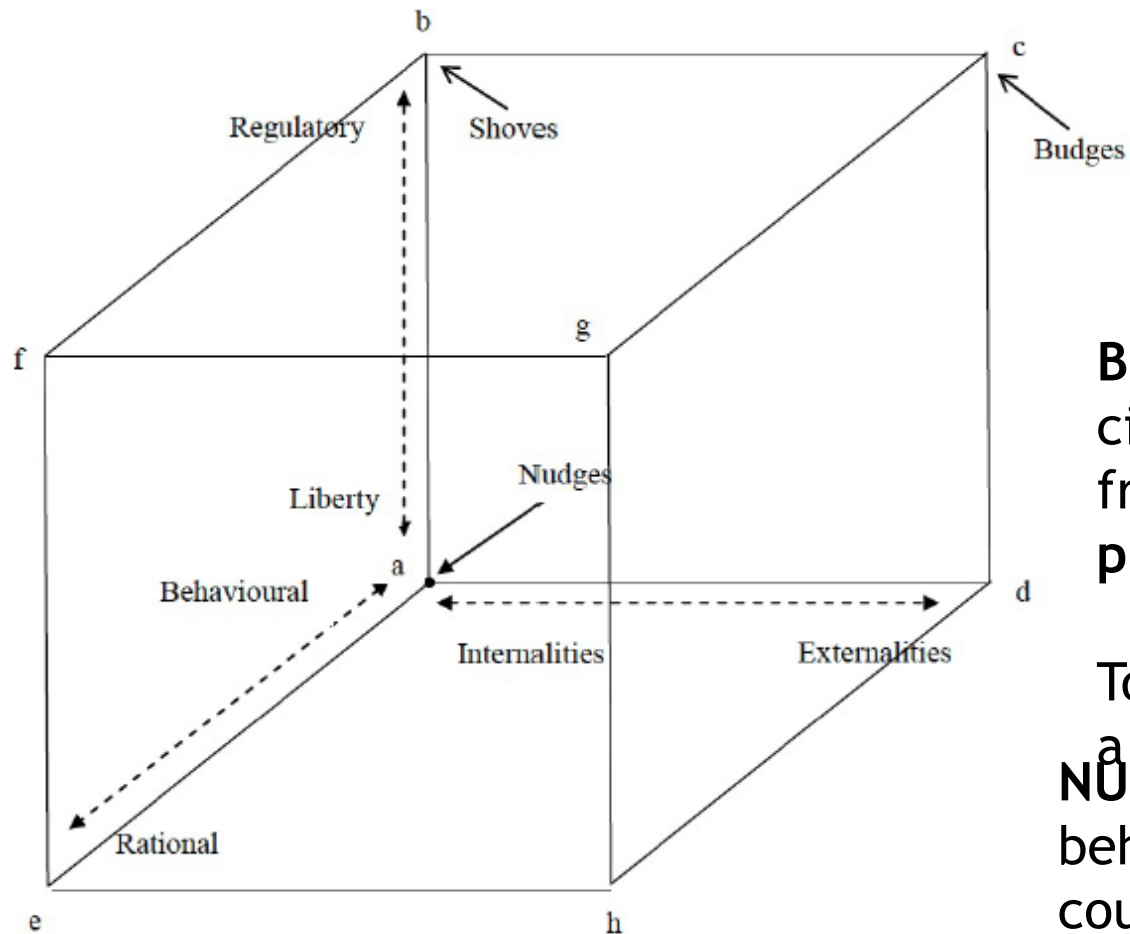 b
c
Regulatory
Shoves
Budges
g
f
B
ci
fr
p
Nudges
Liberty
a
Behavioural
d
Internalities
Externalities
To
a
NU
beh
cou
Rational
e
h